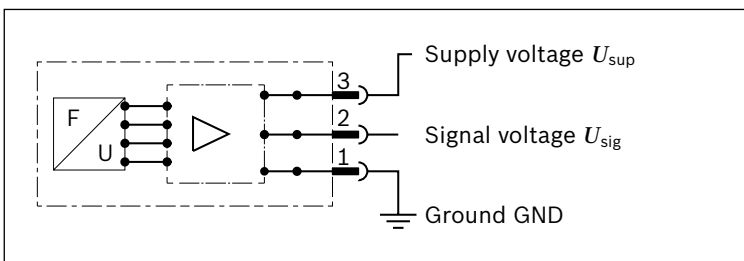 3
Supply voltage Usup
F
U
2
Signal voltage Usig
1
Ground GND